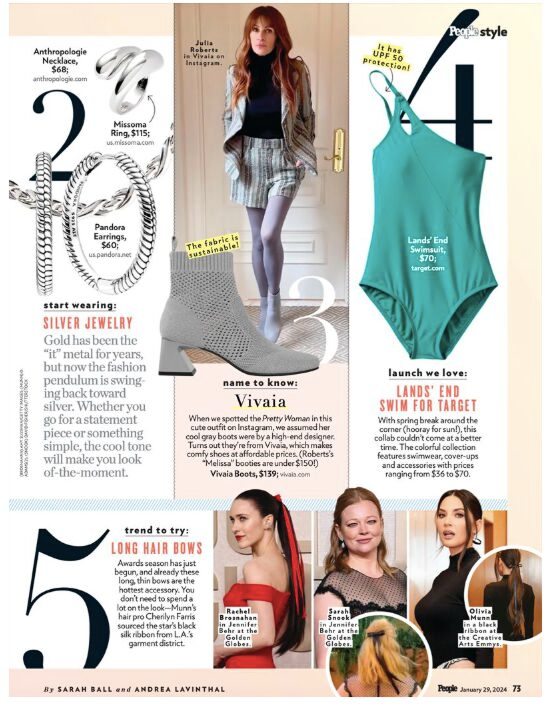 People style
Anthropologie
Necklace,
$68;
anthropologie.com
2
Missoma
Ring, $115;
us.missoma.com
Pandora
Earrings,
$60;
us.pandora.net
start wearing:
SILVER JEWELRY
Gold has been the
“it” metal for years,
but now the fashion
pendulum is swing-
ing back toward
silver. Whether you
go for a statement
piece or something
simple, the cool tone
will make you look
of-the-moment.
Julia
Roberts
in Vivaia on
Instagram.
The fabric is
sustainable!
3
name to know:
Vivaia
When we spotted the Pretty Woman in this
cute outfit on Instagram, we assumed her
cool gray boots were by a high-end designer.
Turns out they're from Vivaia, which makes
comfy shoes at affordable prices. (Roberts's
“Melissa” booties are under $150!)
Vivaia Boots, $139; vivaia.com
4
It has
UPF 50
protection!
Lands' End
Swimsuit,
$70;
target.com
launch we love:
LANDS' END
SWIM FOR TARGET
With spring break around the
corner (hooray for sun!), this
collab couldn't come at a better
time. The colorful collection
features swimwear, cover-ups
and accessories with prices
ranging from $36 to $70.
5
trend to try:
LONG HAIR BOWS
Awards season has just
begun, and already these
long, thin bows are the
hottest accessory. You
don't need to spend a
lot on the look—Munn's
hair pro Cherilyn Farris
sourced the star's black
silk ribbon from L.A.'s
garment district.
Rachel
Brosnahan
in Jennifer
Behr at the
Golden
Globes.
Sarah
Snook
in Jennifer
Behr at the
Golden
Globes.
Olivia
Munn
in a black
ribbon at
the Creative
Arts Emmys.
By SARAH BALL and ANDREA LAVINTHAL
People January 29, 2024 73